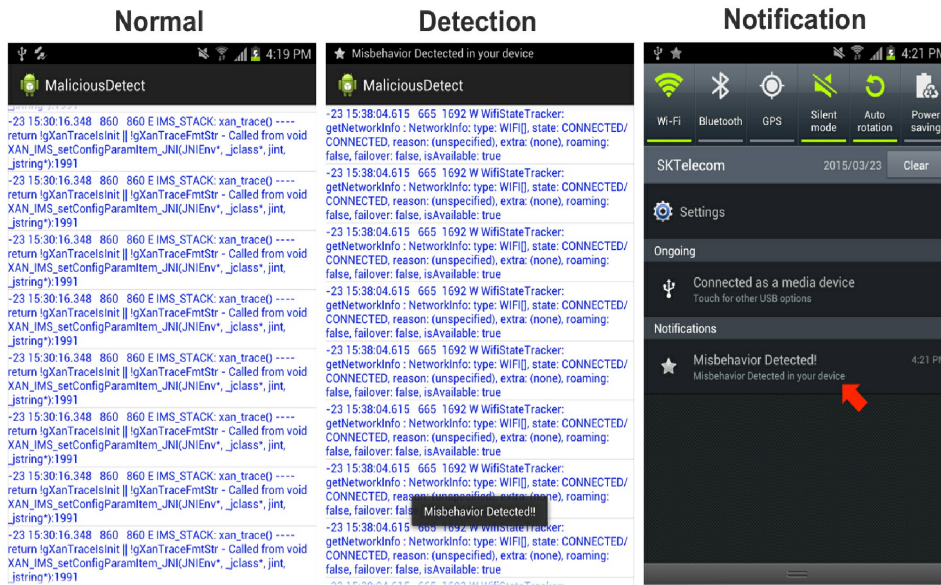 Normal
4:19 PM
MaliciousDetect
-23 15:30:16.348 860 860 E IMS_STACK: xan_trace() ----
return !gXanTraceIsInit || !gXanTraceFmtStr - Called from void
XAN_IMS_setConfigParamItem_JNI(JNIEnv*, _jclass*, jint,
_jstring*):1991
-23 15:30:16.348 860 860 E IMS_STACK: xan_trace() ----
return !gXanTraceIsInit || !gXanTraceFmtStr - Called from void
XAN_IMS_setConfigParamItem_JNI(JNIEnv*, _jclass*, jint,
_jstring*):1991
-23 15:30:16.348 860 860 E IMS_STACK: xan_trace() ----
return !gXanTraceIsInit || !gXanTraceFmtStr - Called from void
XAN_IMS_setConfigParamItem_JNI(JNIEnv*, _jclass*, jint,
_jstring*):1991
-23 15:30:16.348 860 860 E IMS_STACK: xan_trace() ----
return !gXanTraceIsInit || !gXanTraceFmtStr - Called from void
XAN_IMS_setConfigParamItem_JNI(JNIEnv*, _jclass*, jint,
_jstring*):1991
-23 15:30:16.348 860 860 E IMS_STACK: xan_trace() ----
return !gXanTraceIsInit || !gXanTraceFmtStr - Called from void
XAN_IMS_setConfigParamItem_JNI(JNIEnv*, _jclass*, jint,
_jstring*):1991
-23 15:30:16.348 860 860 E IMS_STACK: xan_trace() ----
return !gXanTraceIsInit || !gXanTraceFmtStr - Called from void
XAN_IMS_setConfigParamItem_JNI(JNIEnv*, _jclass*, jint,
_jstring*):1991
-23 15:30:16.348 860 860 E IMS_STACK: xan_trace() ----
return !gXanTraceIsInit || !gXanTraceFmtStr - Called from void
XAN_IMS_setConfigParamItem_JNI(JNIEnv*, _jclass*, jint,
_jstring*):1991
-23 15:30:16.348 860 860 E IMS_STACK: xan_trace() ----
return !gXanTraceIsInit || !gXanTraceFmtStr - Called from void
XAN_IMS_setConfigParamItem_JNI(JNIEnv*, _jclass*, jint,
_jstring*):1991
Detection
Misbehavior Dectected in your device
MaliciousDetect
-23 15:38:04.615 665 1692 W WifiStateTracker:
getNetworkInfo : NetworkInfo: type: WIFI[], state: CONNECTED/
CONNECTED, reason: (unspecified), extra: (none), roaming:
false, failover: false, isAvailable: true
-23 15:38:04.615 665 1692 W WifiStateTracker:
getNetworkInfo : NetworkInfo: type: WIFI[], state: CONNECTED/
CONNECTED, reason: (unspecified), extra: (none), roaming:
false, failover: false, isAvailable: true
-23 15:38:04.615 665 1692 W WifiStateTracker:
getNetworkInfo : NetworkInfo: type: WIFI[], state: CONNECTED/
CONNECTED, reason: (unspecified), extra: (none), roaming:
false, failover: false, isAvailable: true
-23 15:38:04.615 665 1692 W WifiStateTracker:
getNetworkInfo : NetworkInfo: type: WIFI[], state: CONNECTED/
CONNECTED, reason: (unspecified), extra: (none), roaming:
false, failover: false, isAvailable: true
-23 15:38:04.615 665 1692 W WifiStateTracker:
getNetworkInfo : NetworkInfo: type: WIFI[], state: CONNECTED/
CONNECTED, reason: (unspecified), extra: (none), roaming:
false, failover: false, isAvailable: true
-23 15:38:04.615 665 1692 W WifiStateTracker:
getNetworkInfo : NetworkInfo: type: WIFI[], state: CONNECTED/
CONNECTED, reason: (unspecified), extra: (none), roaming:
false, failover: false, isAvailable: true
-23 15:38:04.615 665 1692 W WifiStateTracker:
getNetworkInfo : NetworkInfo: type: WIFI[], state: CONNECTED/
CONNECTED, roaming:
false, failover:
Misbehavior Detected!!
-23 15:38:04.615 665 1692 W WifiStateTracker:
getNetworkInfo : NetworkInfo: type: WIFI[], state: CONNECTED/
CONNECTED, reason: (unspecified), extra: (none), roaming:
false, failover: false, isAvailable: true
Notification
4:21 PM
Wi-Fi Bluetooth GPS Silent mode Auto rotation Power saving
SKTelecom 2015/03/23 Clear
Settings
Ongoing
Connected as a media device
Touch for other USB options
Notifications
Misbehavior Detected! 4:21 PM
Misbehavior Detected in your device